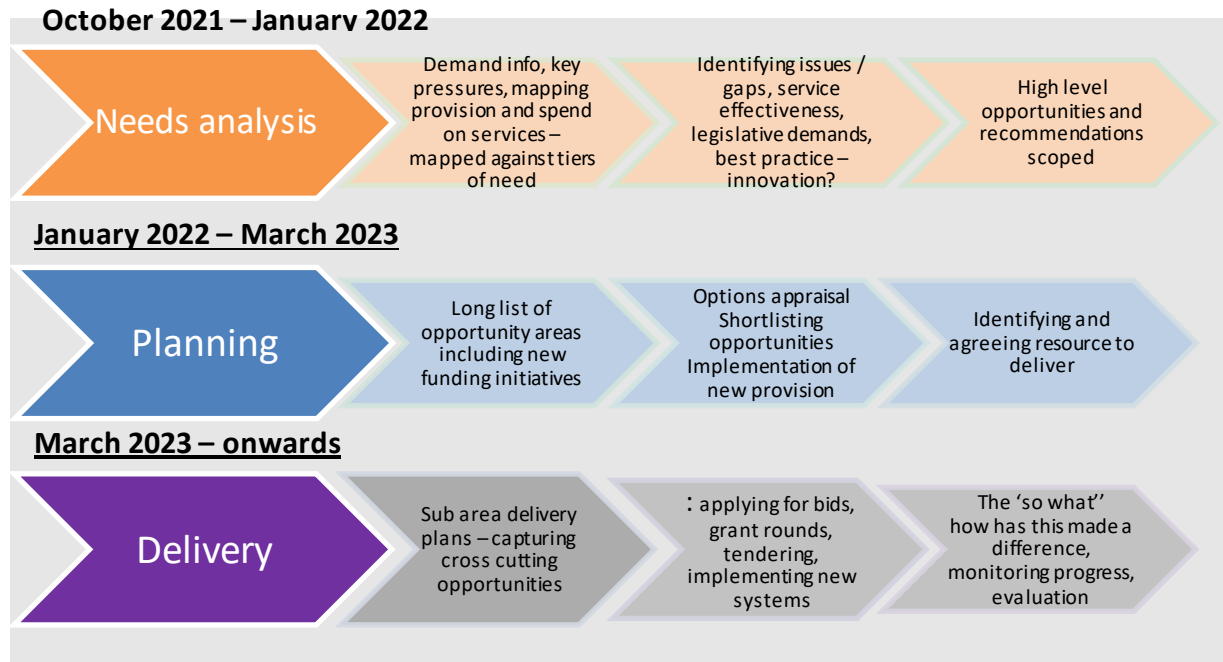 October 2021 – January 2022
Needs analysis
Demand info, key
pressures, mapping
provision and spend
on services –
mapped against tiers
of need
Identifying issues /
gaps, service
effectiveness,
legislative demands,
best practice –
innovation?
High level
opportunities and
recommendations
scoped
January 2022 – March 2023
Planning
Long list of
opportunity areas
including new
funding initiatives
Options appraisal
Shortlisting
opportunities
Implementation of
new provision
Identifying and
agreeing resource to
deliver
March 2023 – onwards
Delivery
Sub area delivery
plans – capturing
cross cutting
opportunities
: applying for bids,
grant rounds,
tendering,
implementing new
systems
The ‘so what’’
how has this made a
difference,
monitoring progress,
evaluation